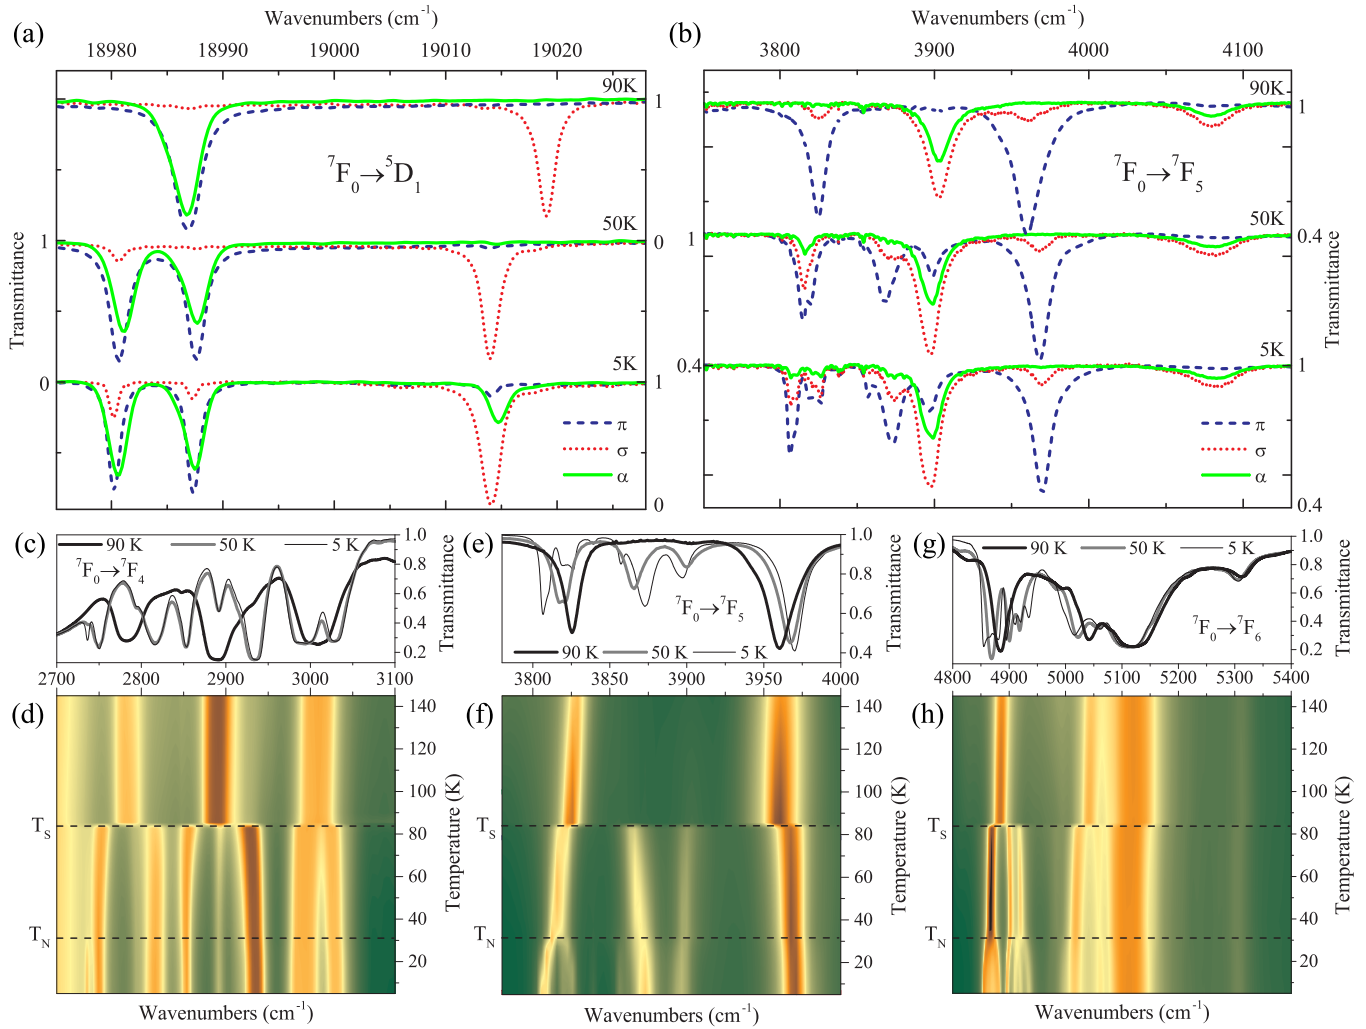 (a)
Wavenumbers (cm⁻¹)
18980 18990 19000 19010 19020
90K
1
⁷F₀→⁵D₁
50K
1
0
5K
0
1
0
Transmittance
π
σ
α
(b)
Wavenumbers (cm⁻¹)
3800 3900 4000 4100
90K
1
⁷F₀→⁷F₅
50K
1
0.4
5K
0.4
1
0.4
Transmittance
π
σ
α
(c)
90 K 50 K 5 K
⁷F₀→⁷F₄
1.0
0.8
0.6
0.4
0.2
Transmittance
2700 2800 2900 3000 3100
(e)
⁷F₀→⁷F₅
90 K 50 K 5 K
1.0
0.8
0.6
0.4
Transmittance
3800 3850 3900 3950 4000
(g)
90 K 50 K 5 K
⁷F₀→⁷F₆
1.0
0.8
0.6
0.4
0.2
Transmittance
4800 4900 5000 5100 5200 5300 5400
(d)
T_S
T_N
140
120
100
80
60
40
20
Temperature (K)
Wavenumbers (cm⁻¹)
(f)
T_S
T_N
140
120
100
80
60
40
20
Temperature (K)
Wavenumbers (cm⁻¹)
(h)
T_S
T_N
140
120
100
80
60
40
20
Temperature (K)
Wavenumbers (cm⁻¹)